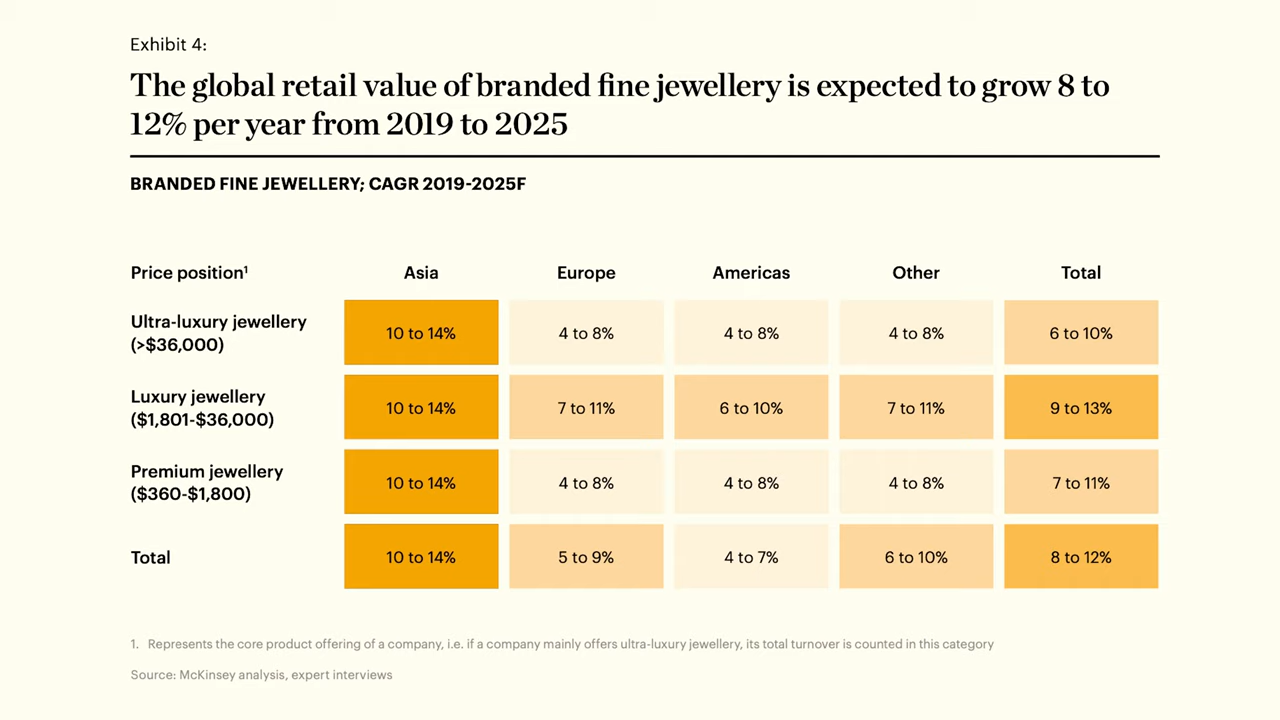 Exhibit 4:
The global retail value of branded fine jewellery is expected to grow 8 to
12% per year from 2019 to 2025
BRANDED FINE JEWELLERY; CAGR 2019-2025F
Price position¹ Asia Europe Americas Other Total
Ultra-luxury jewellery
(>$36,000) 10 to 14% 4 to 8% 4 to 8% 4 to 8% 6 to 10%
Luxury jewellery
($1,801-$36,000) 10 to 14% 7 to 11% 6 to 10% 7 to 11% 9 to 13%
Premium jewellery
($360-$1,800) 10 to 14% 4 to 8% 4 to 8% 4 to 8% 7 to 11%
Total 10 to 14% 5 to 9% 4 to 7% 6 to 10% 8 to 12%
1. Represents the core product offering of a company, i.e. if a company mainly offers ultra-luxury jewellery, its total turnover is counted in this category
Source: McKinsey analysis, expert interviews